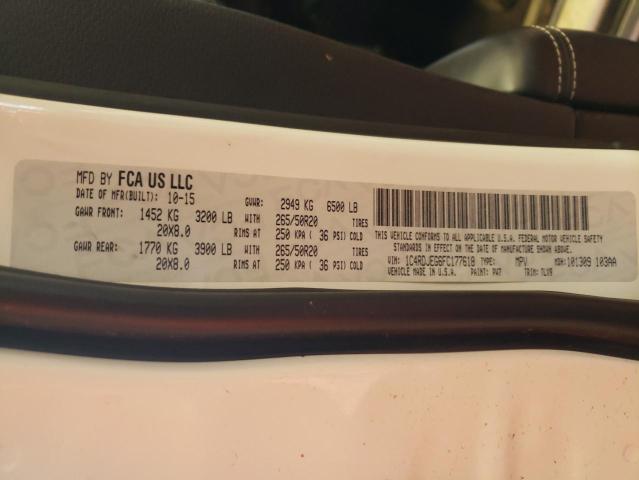 MFD BY FCA US LLC
DATE OF MFR(BUILT): 10-15 GVWR: 2949 KG 6500 LB
GAWR FRONT: 1452 KG 3200 LB WITH 265/50R20 TIRES
20X8.0 RIMS AT 250 KPA ( 36 PSI) COLD
GAWR REAR: 1770 KG 3900 LB WITH 265/50R20 TIRES
20X8.0 RIMS AT 250 KPA ( 36 PSI) COLD
THIS VEHICLE CONFORMS TO ALL APPLICABLE U.S.A. FEDERAL MOTOR VEHICLE SAFETY
STANDARDS IN EFFECT ON THE DATE OF MANUFACTURE SHOWN ABOVE.
VIN: 1C4RDJEG6FC177618 TYPE: MPV MDH: 101309 103AA
VEHICLE MADE IN U.S.A. PAINT: PW7 TRIM: TLX9